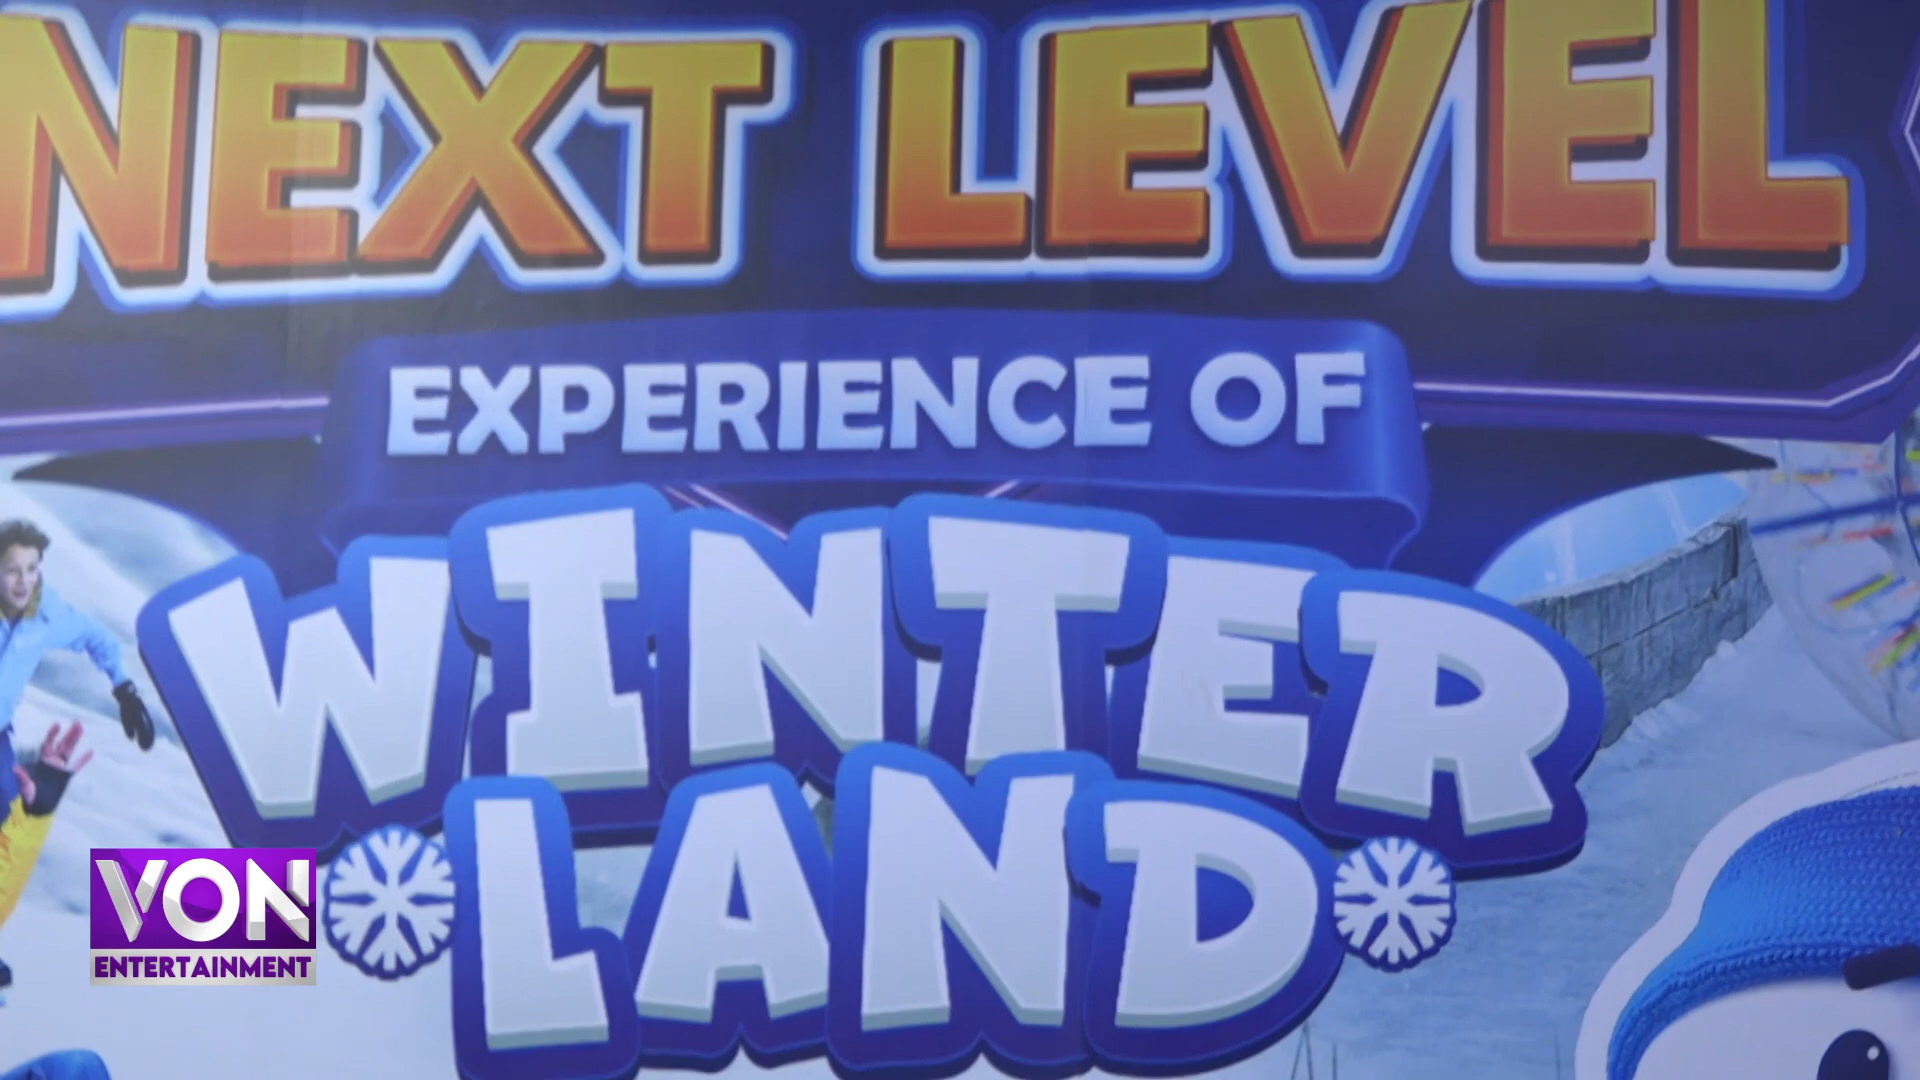 NEXT LEVEL
EXPERIENCE OF
WINTER
LAND
VON
ENTERTAINMENT